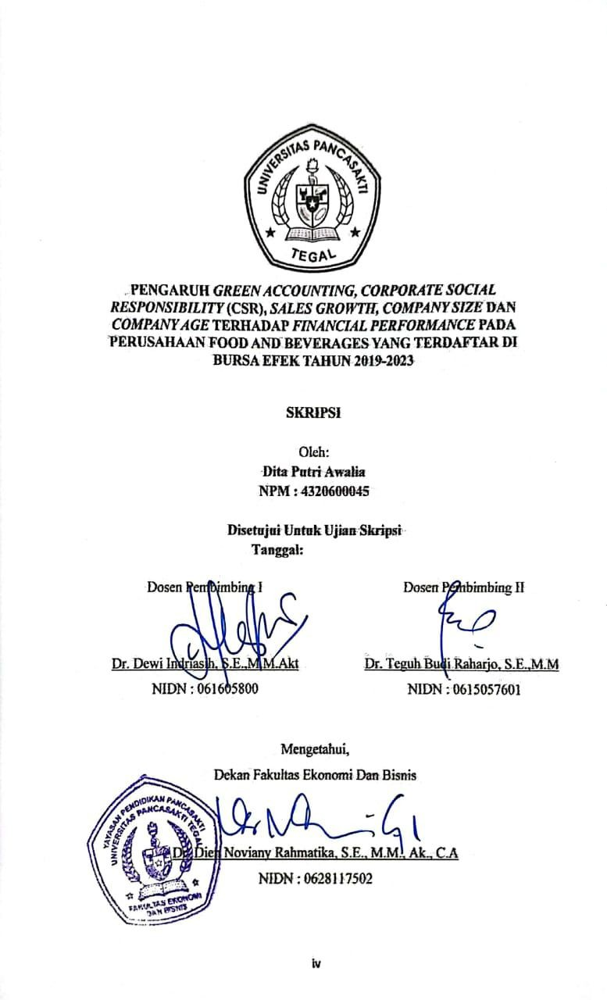 UNIVERSITAS PANCASAKTI
TEGAL
PENGARUH GREEN ACCOUNTING, CORPORATE SOCIAL
RESPONSIBILITY (CSR), SALES GROWTH, COMPANY SIZE DAN
COMPANY AGE TERHADAP FINANCIAL PERFORMANCE PADA
PERUSAHAAN FOOD AND BEVERAGES YANG TERDAFTAR DI
BURSA EFEK TAHUN 2019-2023
SKRIPSI
Oleh:
Dita Putri Awalia
NPM : 4320600045
Disetujui Untuk Ujian Skripsi
Tanggal:
Dosen Pembimbing I
Dosen Pembimbing II
Dr. Dewi Indriasih, S.E.,M.M.Akt
Dr. Teguh Budi Raharjo, S.E.,M.M
NIDN : 061605800
NIDN : 0615057601
Mengetahui,
Dekan Fakultas Ekonomi Dan Bisnis
YAYASAN PENDIDIKAN PANCASAKTI
UNIVERSITAS PANCASAKTI TEGAL
FAKULTAS EKONOMI
DAN BISNIS
Dr. Dien Noviany Rahmatika, S.E., M.M., Ak., C.A
NIDN : 0628117502
iv